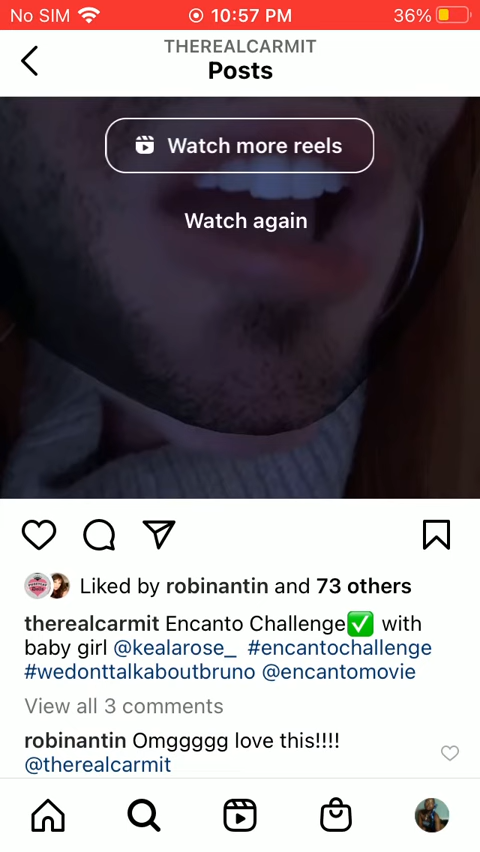 No SIM 10:57 PM 36%
THEREALCARMIT
Posts
Watch more reels
Watch again
Liked by robinantin and 73 others
therealcarmit Encanto Challenge✅ with
baby girl @kealarose_ #encantochallenge
#wedonttalkaboutbruno @encantomovie
View all 3 comments
robinantin Omggggg love this!!!!
@therealcarmit